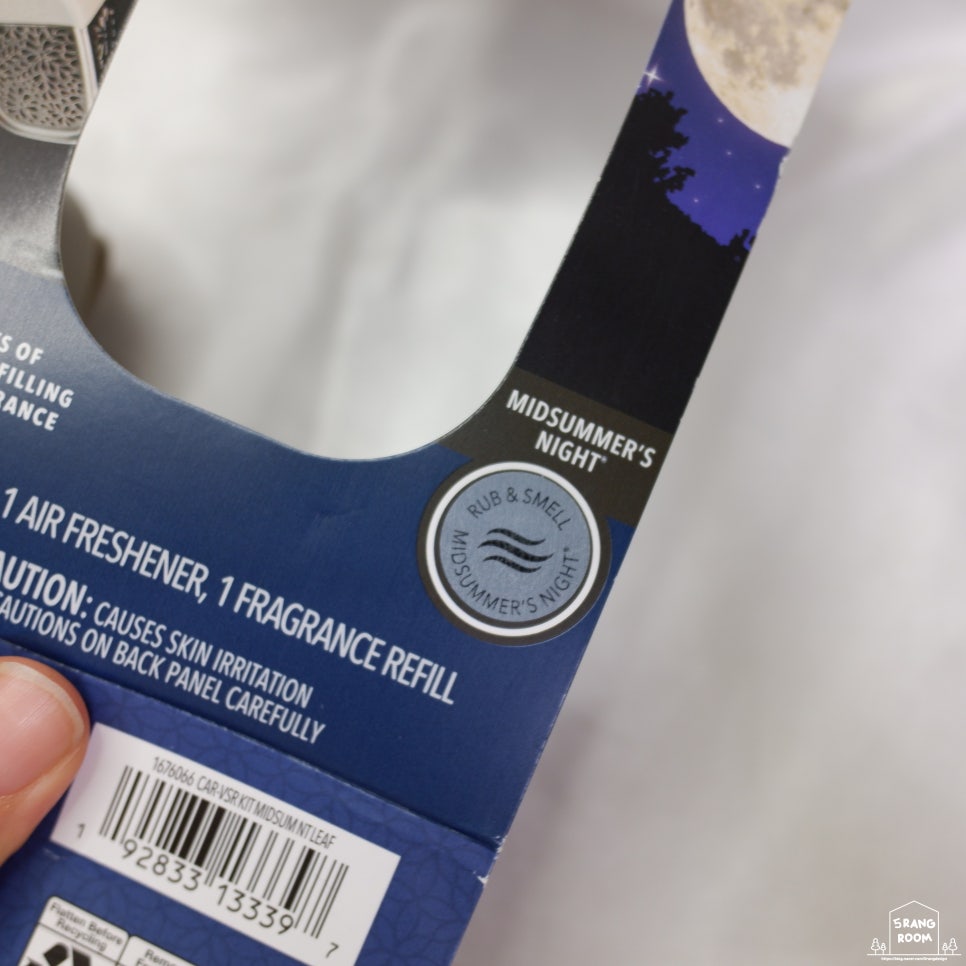 S OF
FILLING
RANCE
MIDSUMMER'S
NIGHT®
RUB & SMELL
MIDSUMMER'S NIGHT®
1 AIR FRESHENER, 1 FRAGRANCE REFILL
AUTION: CAUSES SKIN IRRITATION
CAUTIONS ON BACK PANEL CAREFULLY
1676066 CAR-VSR KIT MIDSUM NT LEAF
1 92833 13339 7
Flatten Before
Recycling
5RANG
ROOM